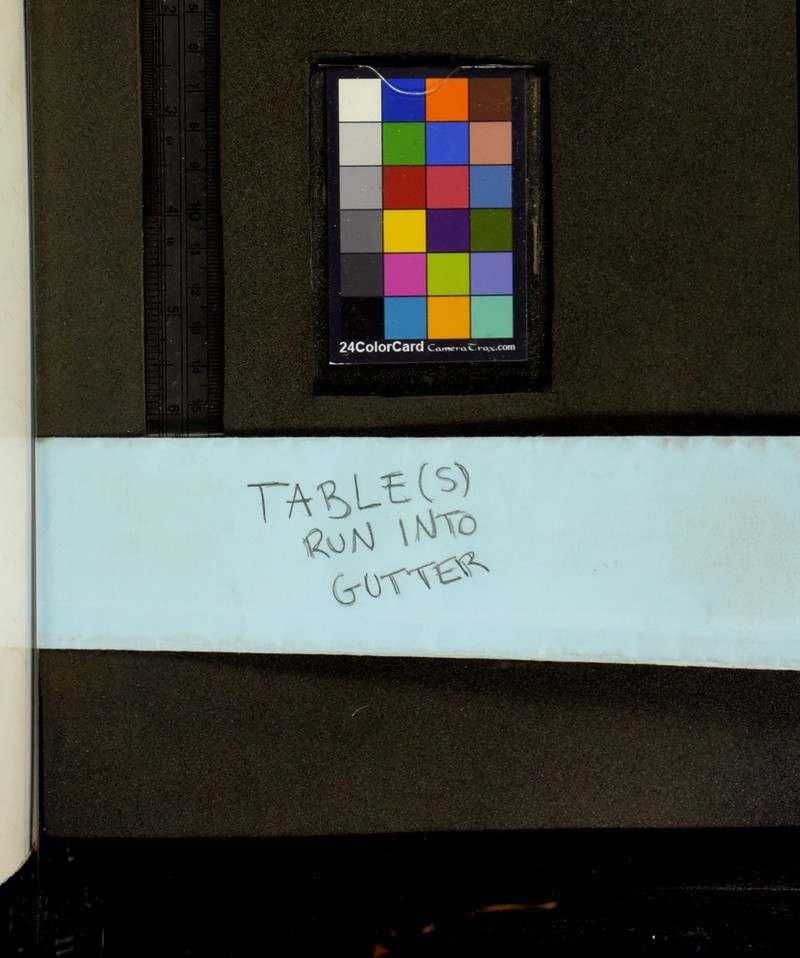 24ColorCard CameraTrax.com
TABLE(S)
RUN INTO
GUTTER